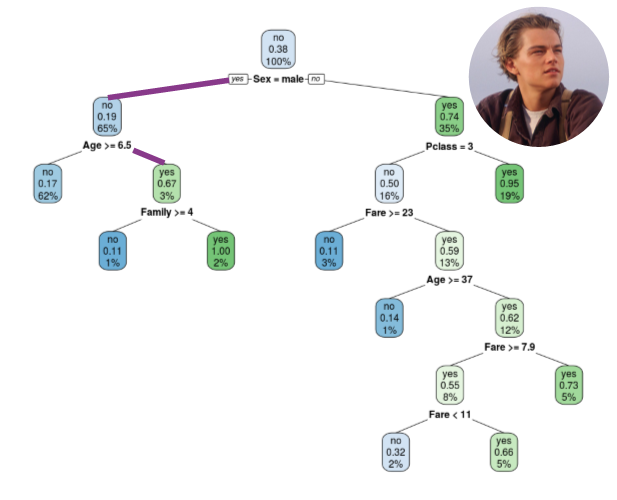 no
0.38
100%
yes Sex = male no
no
0.19
65%
yes
0.74
35%
Age >= 6.5
Pclass = 3
no
0.17
62%
yes
0.67
3%
no
0.50
16%
yes
0.95
19%
Family >= 4
Fare >= 23
no
0.11
1%
yes
1.00
2%
no
0.11
3%
yes
0.59
13%
Age >= 37
no
0.14
1%
yes
0.62
12%
Fare >= 7.9
yes
0.55
8%
yes
0.73
5%
Fare < 11
no
0.32
2%
yes
0.66
5%